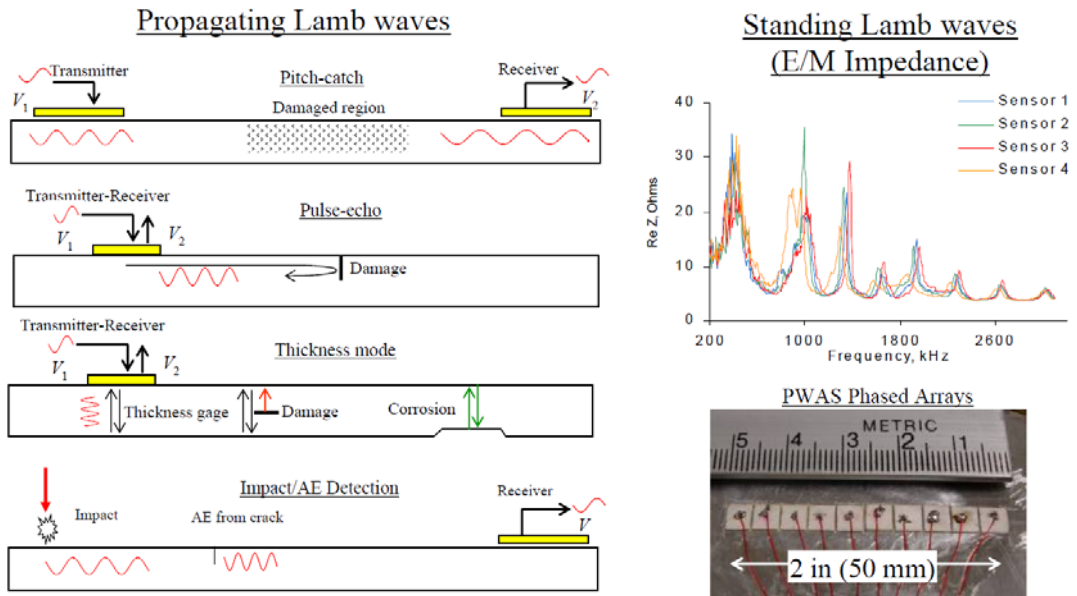 Propagating Lamb waves
Pitch-catch
Transmitter
V1
Damaged region
Receiver
V2
Pulse-echo
Transmitter-Receiver
V1
V2
Damage
Thickness mode
Transmitter-Receiver
V1
V2
Thickness gage
Damage
Corrosion
Impact/AE Detection
Impact
AE from crack
Receiver
V
Standing Lamb waves
(E/M Impedance)
Sensor 1
Sensor 2
Sensor 3
Sensor 4
Re Z, Ohms
40
30
20
10
0
200 1000 1800 2600
Frequency, kHz
PWAS Phased Arrays
METRIC
5 4 3 2 1
2 in (50 mm)